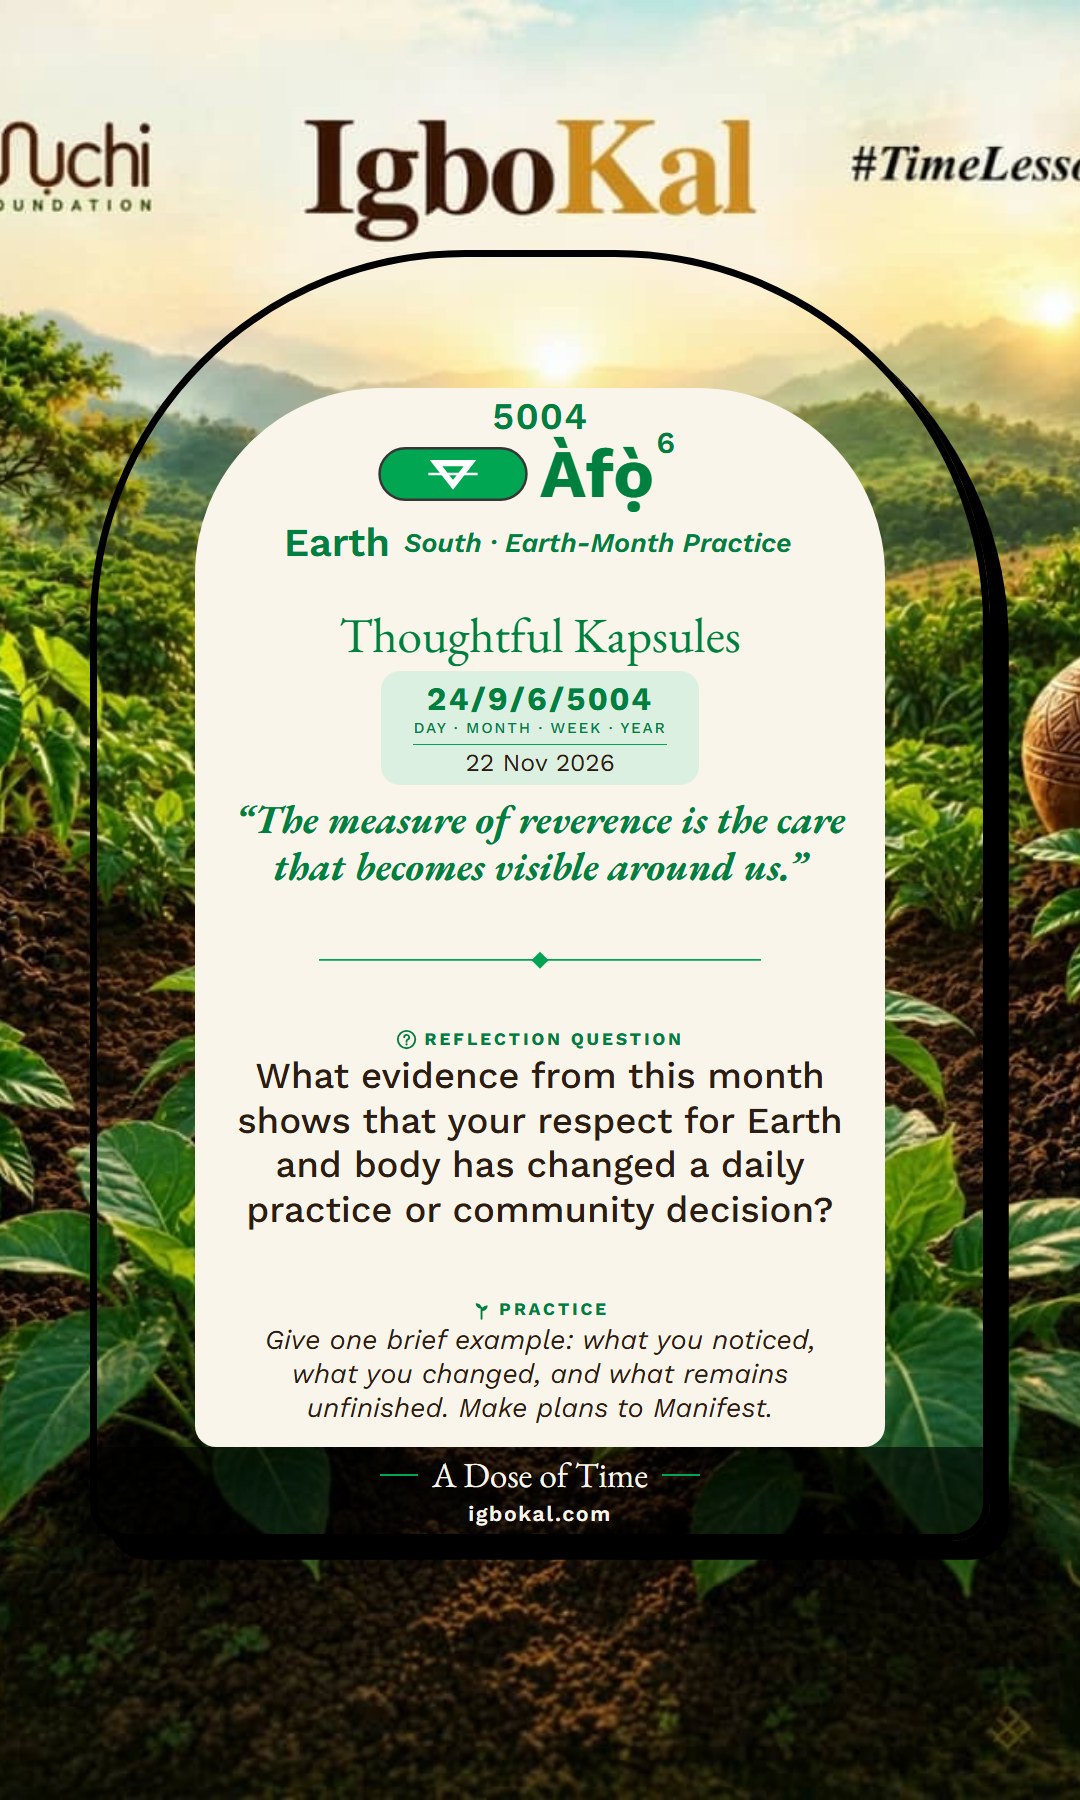 Ụchi
OUNDATION
IgboKal
#TimeLesso
5004
Àfọ̀ 6
Earth South · Earth-Month Practice
Thoughtful Kapsules
24/9/6/5004
DAY · MONTH · WEEK · YEAR
22 Nov 2026
“The measure of reverence is the care
that becomes visible around us.”
REFLECTION QUESTION
What evidence from this month
shows that your respect for Earth
and body has changed a daily
practice or community decision?
PRACTICE
Give one brief example: what you noticed,
what you changed, and what remains
unfinished. Make plans to Manifest.
A Dose of Time
igbokal.com